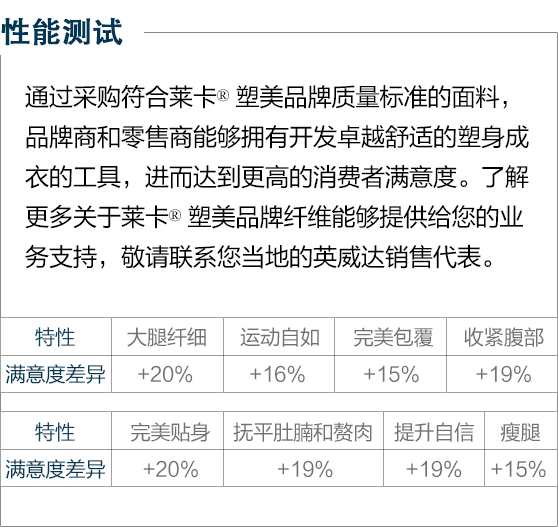 性能测试
通过采购符合莱卡® 塑美品牌质量标准的面料，
品牌商和零售商能够拥有开发卓越舒适的塑身成
衣的工具，进而达到更高的消费者满意度。了解
更多关于莱卡® 塑美品牌纤维能够提供给您的业
务支持，敬请联系您当地的英威达销售代表。
特性 大腿纤细 运动自如 完美包覆 收紧腹部
满意度差异 +20% +16% +15% +19%
特性 完美贴身 抚平肚腩和赘肉 提升自信 瘦腿
满意度差异 +20% +19% +19% +15%